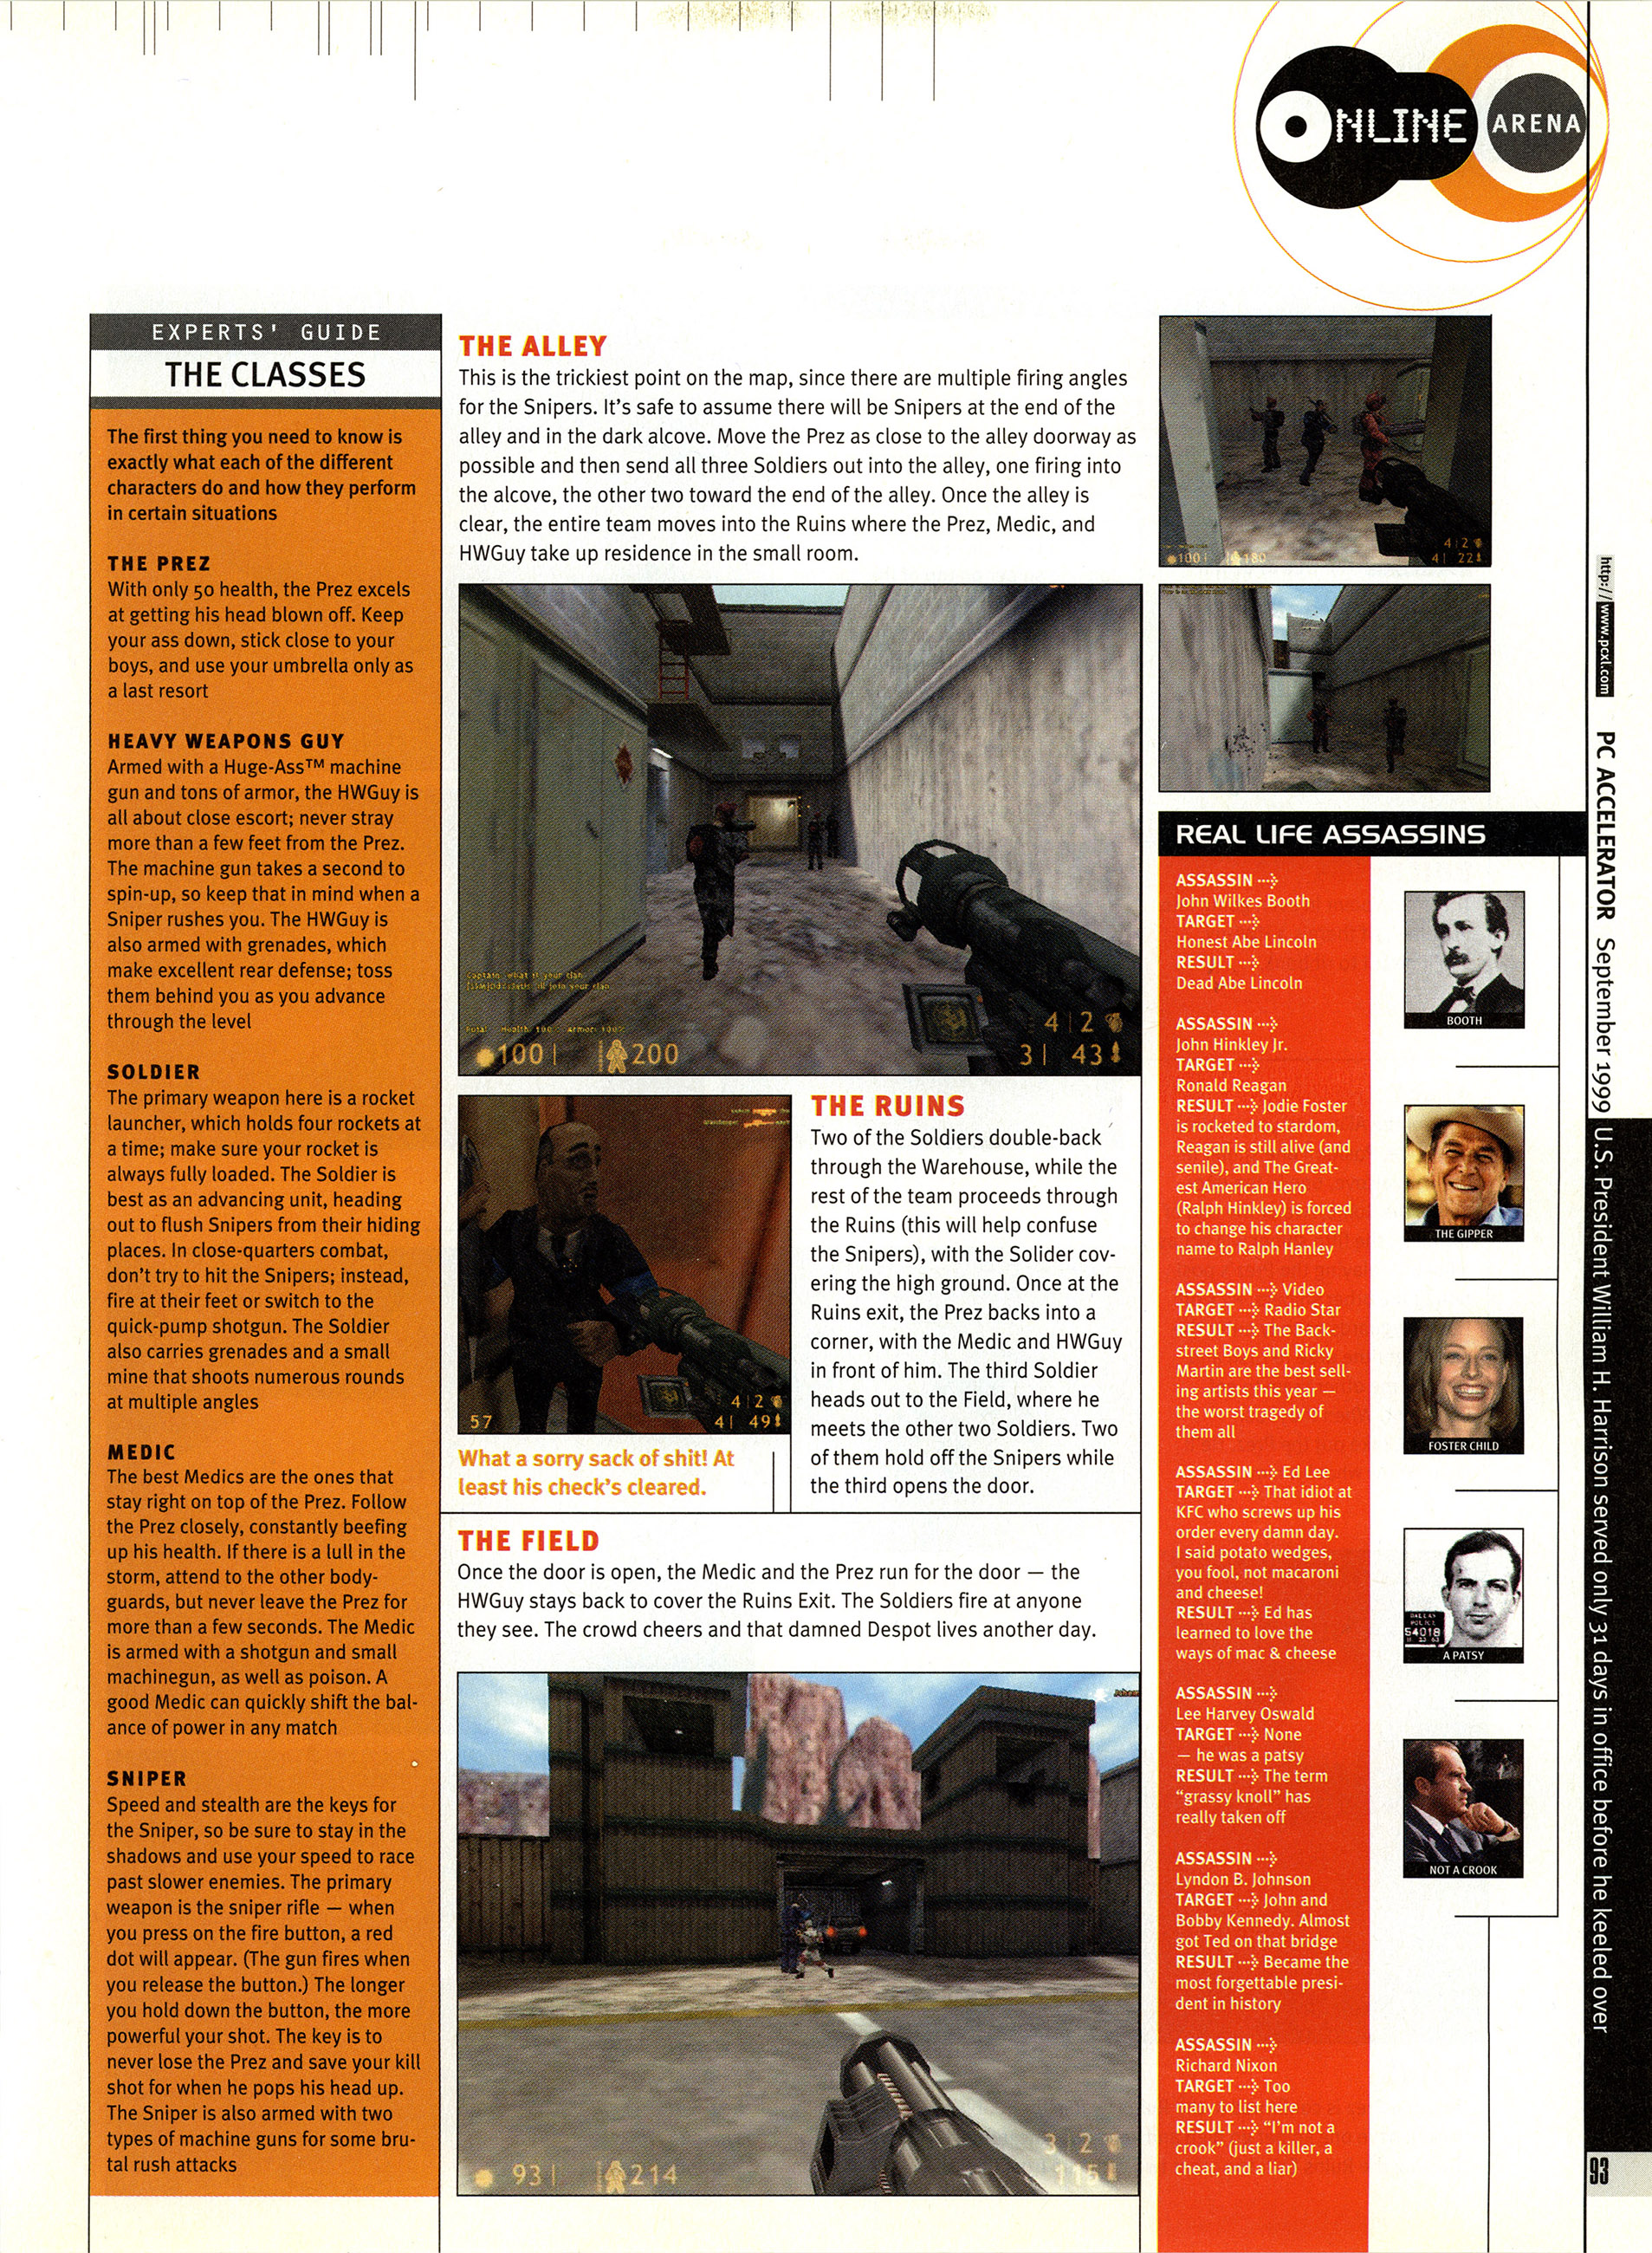 ONLINE ARENA
EXPERTS' GUIDE
THE CLASSES
The first thing you need to know is
exactly what each of the different
characters do and how they perform
in certain situations
THE PREZ
With only 50 health, the Prez excels
at getting his head blown off. Keep
your ass down, stick close to your
boys, and use your umbrella only as
a last resort
HEAVY WEAPONS GUY
Armed with a Huge-Ass™ machine
gun and tons of armor, the HWGuy is
all about close escort; never stray
more than a few feet from the Prez.
The machine gun takes a second to
spin-up, so keep that in mind when a
Sniper rushes you. The HWGuy is
also armed with grenades, which
make excellent rear defense; toss
them behind you as you advance
through the level
SOLDIER
The primary weapon here is a rocket
launcher, which holds four rockets at
a time; make sure your rocket is
always fully loaded. The Soldier is
best as an advancing unit, heading
out to flush Snipers from their hiding
places. In close-quarters combat,
don't try to hit the Snipers; instead,
fire at their feet or switch to the
quick-pump shotgun. The Soldier
also carries grenades and a small
mine that shoots numerous rounds
at multiple angles
MEDIC
The best Medics are the ones that
stay right on top of the Prez. Follow
the Prez closely, constantly beefing
up his health. If there is a lull in the
storm, attend to the other body-
guards, but never leave the Prez for
more than a few seconds. The Medic
is armed with a shotgun and small
machinegun, as well as poison. A
good Medic can quickly shift the bal-
ance of power in any match
SNIPER
Speed and stealth are the keys for
the Sniper, so be sure to stay in the
shadows and use your speed to race
past slower enemies. The primary
weapon is the sniper rifle — when
you press on the fire button, a red
dot will appear. (The gun fires when
you release the button.) The longer
you hold down the button, the more
powerful your shot. The key is to
never lose the Prez and save your kill
shot for when he pops his head up.
The Sniper is also armed with two
types of machine guns for some bru-
tal rush attacks
THE ALLEY
This is the trickiest point on the map, since there are multiple firing angles
for the Snipers. It's safe to assume there will be Snipers at the end of the
alley and in the dark alcove. Move the Prez as close to the alley doorway as
possible and then send all three Soldiers out into the alley, one firing into
the alcove, the other two toward the end of the alley. Once the alley is
clear, the entire team moves into the Ruins where the Prez, Medic, and
HWGuy take up residence in the small room.
4|2
100| 180 4| 22
Captain: what is your clan
4|2
100| 200 3| 43
4|2
57 4| 49
What a sorry sack of shit! At
least his check's cleared.
THE RUINS
Two of the Soldiers double-back
through the Warehouse, while the
rest of the team proceeds through
the Ruins (this will help confuse
the Snipers), with the Solider cov-
ering the high ground. Once at the
Ruins exit, the Prez backs into a
corner, with the Medic and HWGuy
in front of him. The third Soldier
heads out to the Field, where he
meets the other two Soldiers. Two
of them hold off the Snipers while
the third opens the door.
THE FIELD
Once the door is open, the Medic and the Prez run for the door — the
HWGuy stays back to cover the Ruins Exit. The Soldiers fire at anyone
they see. The crowd cheers and that damned Despot lives another day.
3|2
93| 214 115
REAL LIFE ASSASSINS
ASSASSIN ···>
John Wilkes Booth
TARGET ···>
Honest Abe Lincoln
RESULT ···>
Dead Abe Lincoln
ASSASSIN ···>
John Hinkley Jr.
TARGET ···>
Ronald Reagan
RESULT ···> Jodie Foster
is rocketed to stardom,
Reagan is still alive (and
senile), and The Great-
est American Hero
(Ralph Hinkley) is forced
to change his character
name to Ralph Hanley
ASSASSIN ···> Video
TARGET ···> Radio Star
RESULT ···> The Back-
street Boys and Ricky
Martin are the best sell-
ing artists this year —
the worst tragedy of
them all
ASSASSIN ···> Ed Lee
TARGET ···> That idiot at
KFC who screws up his
order every damn day.
I said potato wedges,
you fool, not macaroni
and cheese!
RESULT ···> Ed has
learned to love the
ways of mac & cheese
ASSASSIN ···>
Lee Harvey Oswald
TARGET ···> None
— he was a patsy
RESULT ···> The term
“grassy knoll” has
really taken off
ASSASSIN ···>
Lyndon B. Johnson
TARGET ···> John and
Bobby Kennedy. Almost
got Ted on that bridge
RESULT ···> Became the
most forgettable presi-
dent in history
ASSASSIN ···>
Richard Nixon
TARGET ···> Too
many to list here
RESULT ···> “I'm not a
crook” (just a killer, a
cheat, and a liar)
BOOTH
THE GIPPER
FOSTER CHILD
DALLAS
POLICE
54018
A PATSY
NOT A CROOK
http://www.pcxl.com PC ACCELERATOR September 1999 U.S. President William H. Harrison served only 31 days in office before he keeled over
93